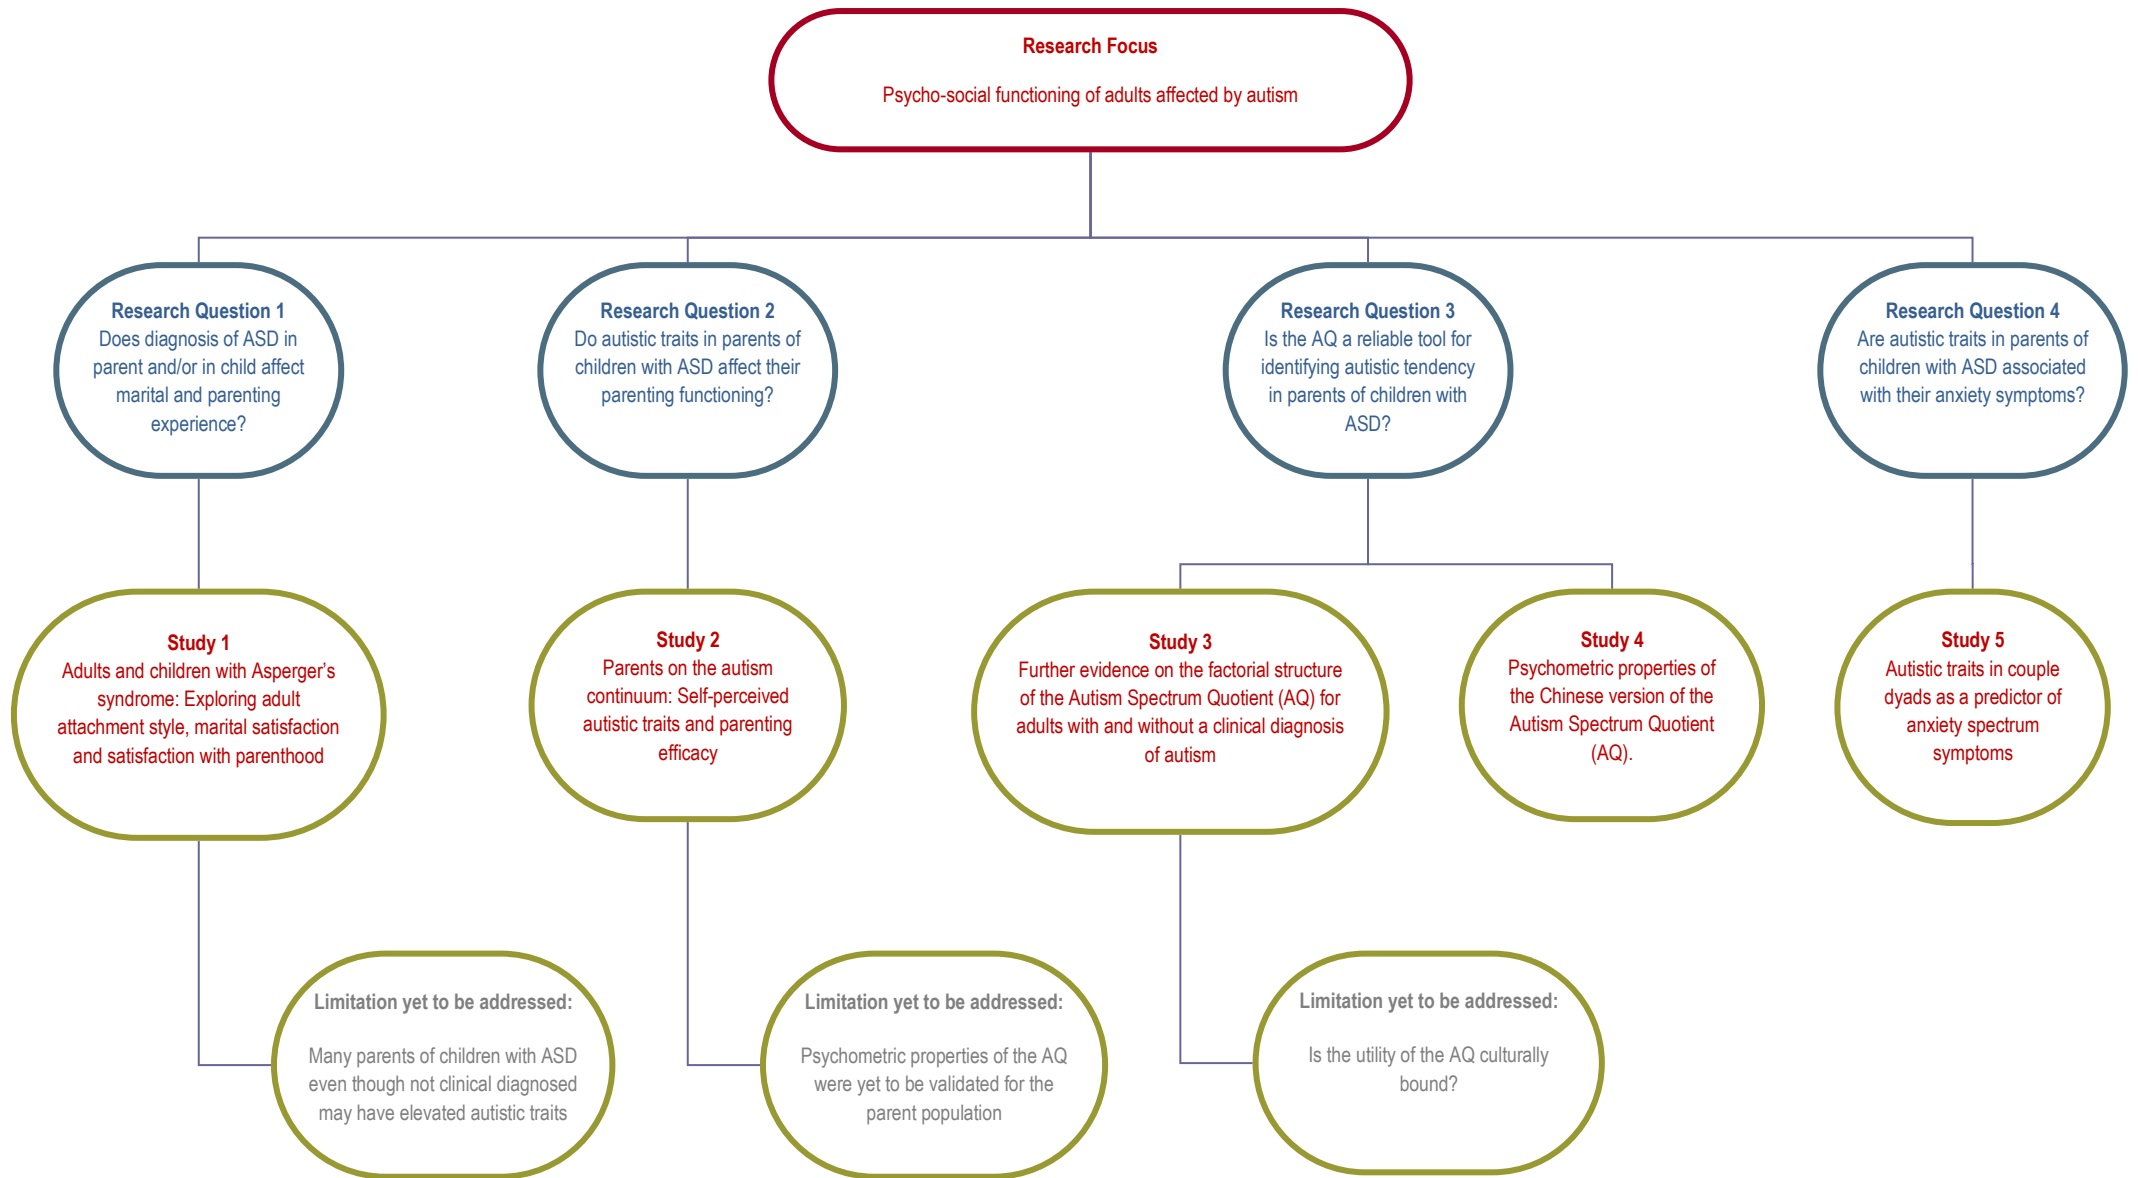 Research Focus
Psycho-social functioning of adults affected by autism
Research Question 1
Does diagnosis of ASD in
parent and/or in child affect
marital and parenting
experience?
Research Question 2
Do autistic traits in parents of
children with ASD affect their
parenting functioning?
Research Question 3
Is the AQ a reliable tool for
identifying autistic tendency
in parents of children with
ASD?
Research Question 4
Are autistic traits in parents of
children with ASD associated
with their anxiety symptoms?
Study 1
Adults and children with Asperger's
syndrome: Exploring adult
attachment style, marital satisfaction
and satisfaction with parenthood
Study 2
Parents on the autism
continuum: Self-perceived
autistic traits and parenting
efficacy
Study 3
Further evidence on the factorial structure
of the Autism Spectrum Quotient (AQ) for
adults with and without a clinical diagnosis
of autism
Study 4
Psychometric properties of
the Chinese version of the
Autism Spectrum Quotient
(AQ).
Study 5
Autistic traits in couple
dyads as a predictor of
anxiety spectrum
symptoms
Limitation yet to be addressed:
Many parents of children with ASD
even though not clinical diagnosed
may have elevated autistic traits
Limitation yet to be addressed:
Psychometric properties of the AQ
were yet to be validated for the
parent population
Limitation yet to be addressed:
Is the utility of the AQ culturally
bound?